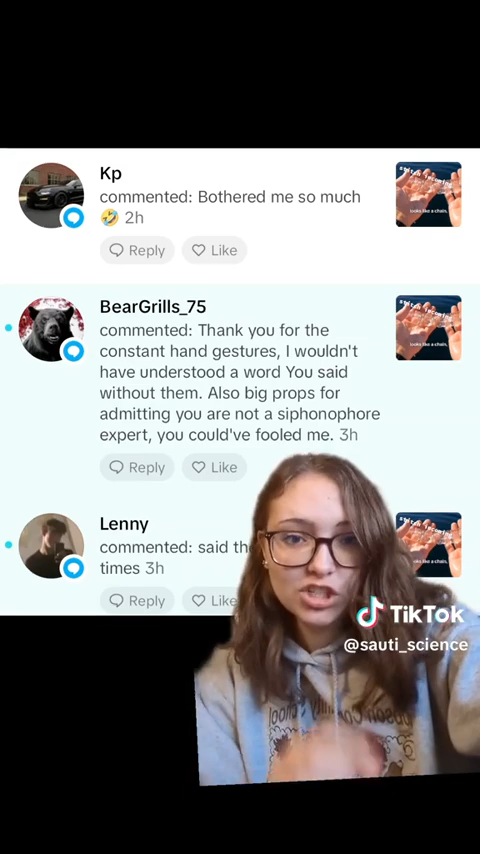 Kp
commented: Bothered me so much
🤣 2h
Reply Like
looks like a chain,
BearGrills_75
commented: Thank you for the
constant hand gestures, I wouldn't
have understood a word You said
without them. Also big props for
admitting you are not a siphonophore
expert, you could've fooled me. 3h
looks like a chain,
Reply Like
Lenny
commented: said th
times 3h
looks like a chain,
Reply Like
TikTok
@sauti_science
School